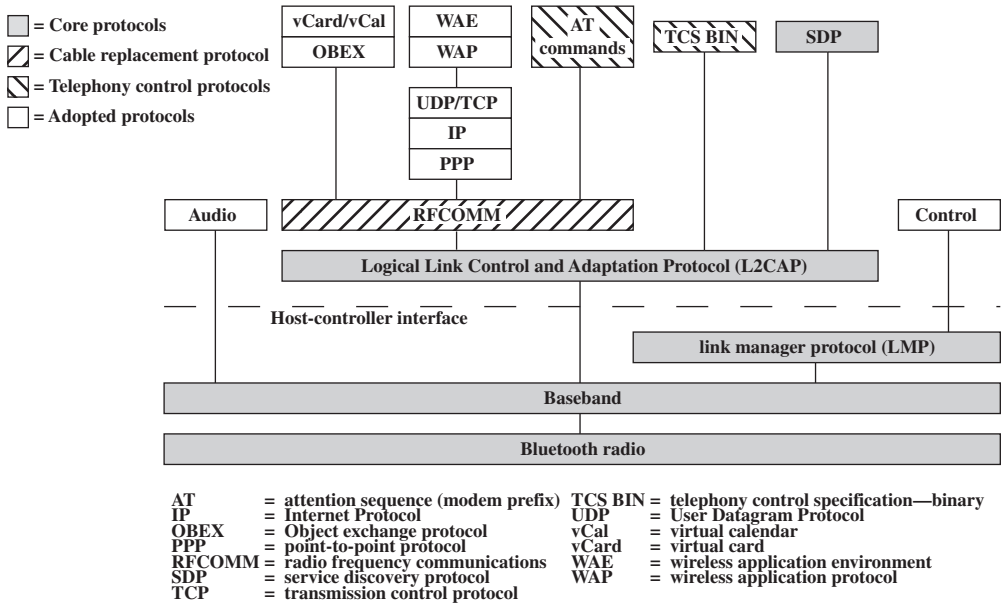 = Core protocols
= Cable replacement protocol
= Telephony control protocols
= Adopted protocols
vCard/vCal
OBEX
WAE
WAP
UDP/TCP
IP
PPP
AT
commands
TCS BIN
SDP
Audio
RFCOMM
Control
Logical Link Control and Adaptation Protocol (L2CAP)
Host-controller interface
link manager protocol (LMP)
Baseband
Bluetooth radio
AT = attention sequence (modem prefix)
IP = Internet Protocol
OBEX = Object exchange protocol
PPP = point-to-point protocol
RFCOMM = radio frequency communications
SDP = service discovery protocol
TCP = transmission control protocol
TCS BIN = telephony control specification—binary
UDP = User Datagram Protocol
vCal = virtual calendar
vCard = virtual card
WAE = wireless application environment
WAP = wireless application protocol